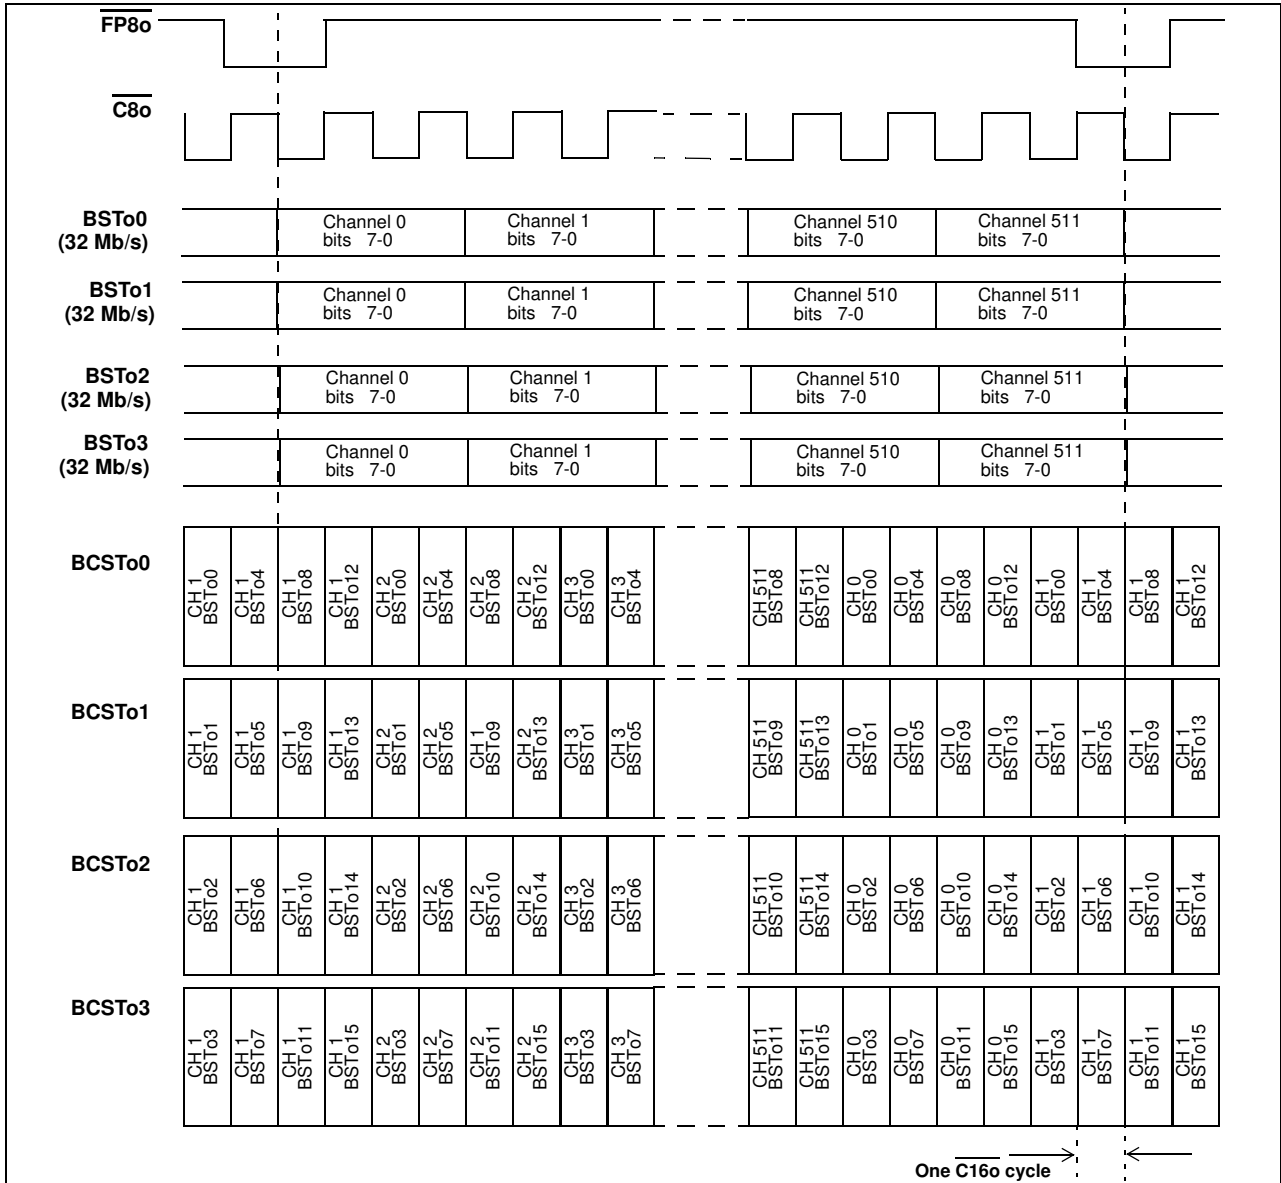 FP8o
C8o
BSTo0
(32 Mb/s)
Channel 0
bits 7-0
Channel 1
bits 7-0
Channel 510
bits 7-0
Channel 511
bits 7-0
BSTo1
(32 Mb/s)
Channel 0
bits 7-0
Channel 1
bits 7-0
Channel 510
bits 7-0
Channel 511
bits 7-0
BSTo2
(32 Mb/s)
Channel 0
bits 7-0
Channel 1
bits 7-0
Channel 510
bits 7-0
Channel 511
bits 7-0
BSTo3
(32 Mb/s)
Channel 0
bits 7-0
Channel 1
bits 7-0
Channel 510
bits 7-0
Channel 511
bits 7-0
BCSTo0
CH 1
BSTo0
CH 1
BSTo4
CH 1
BSTo8
CH 1
BSTo12
CH 2
BSTo0
CH 2
BSTo4
CH 2
BSTo8
CH 2
BSTo12
CH 3
BSTo0
CH 3
BSTo4
CH 511
BSTo8
CH 511
BSTo12
CH 0
BSTo0
CH 0
BSTo4
CH 0
BSTo8
CH 0
BSTo12
CH 1
BSTo0
CH 1
BSTo4
CH 1
BSTo8
CH 1
BSTo12
BCSTo1
CH 1
BSTo1
CH 1
BSTo5
CH 1
BSTo9
CH 1
BSTo13
CH 2
BSTo1
CH 2
BSTo5
CH 1
BSTo9
CH 2
BSTo13
CH 3
BSTo1
CH 3
BSTo5
CH 511
BSTo9
CH 511
BSTo13
CH 0
BSTo1
CH 0
BSTo5
CH 0
BSTo9
CH 0
BSTo13
CH 1
BSTo1
CH 1
BSTo5
CH 1
BSTo9
CH 1
BSTo13
BCSTo2
CH 1
BSTo2
CH 1
BSTo6
CH 1
BSTo10
CH 1
BSTo14
CH 2
BSTo2
CH 2
BSTo6
CH 2
BSTo10
CH 2
BSTo14
CH 3
BSTo2
CH 3
BSTo6
CH 511
BSTo10
CH 511
BSTo14
CH 0
BSTo2
CH 0
BSTo6
CH 0
BSTo10
CH 0
BSTo14
CH 1
BSTo2
CH 1
BSTo6
CH 1
BSTo10
CH 1
BSTo14
BCSTo3
CH 1
BSTo3
CH 1
BSTo7
CH 1
BSTo11
CH 1
BSTo15
CH 2
BSTo3
CH 2
BSTo7
CH 2
BSTo11
CH 2
BSTo15
CH 3
BSTo3
CH 3
BSTo7
CH 511
BSTo11
CH 511
BSTo15
CH 0
BSTo3
CH 0
BSTo7
CH 0
BSTo11
CH 0
BSTo15
CH 1
BSTo3
CH 1
BSTo7
CH 1
BSTo11
CH 1
BSTo15
One C16o cycle